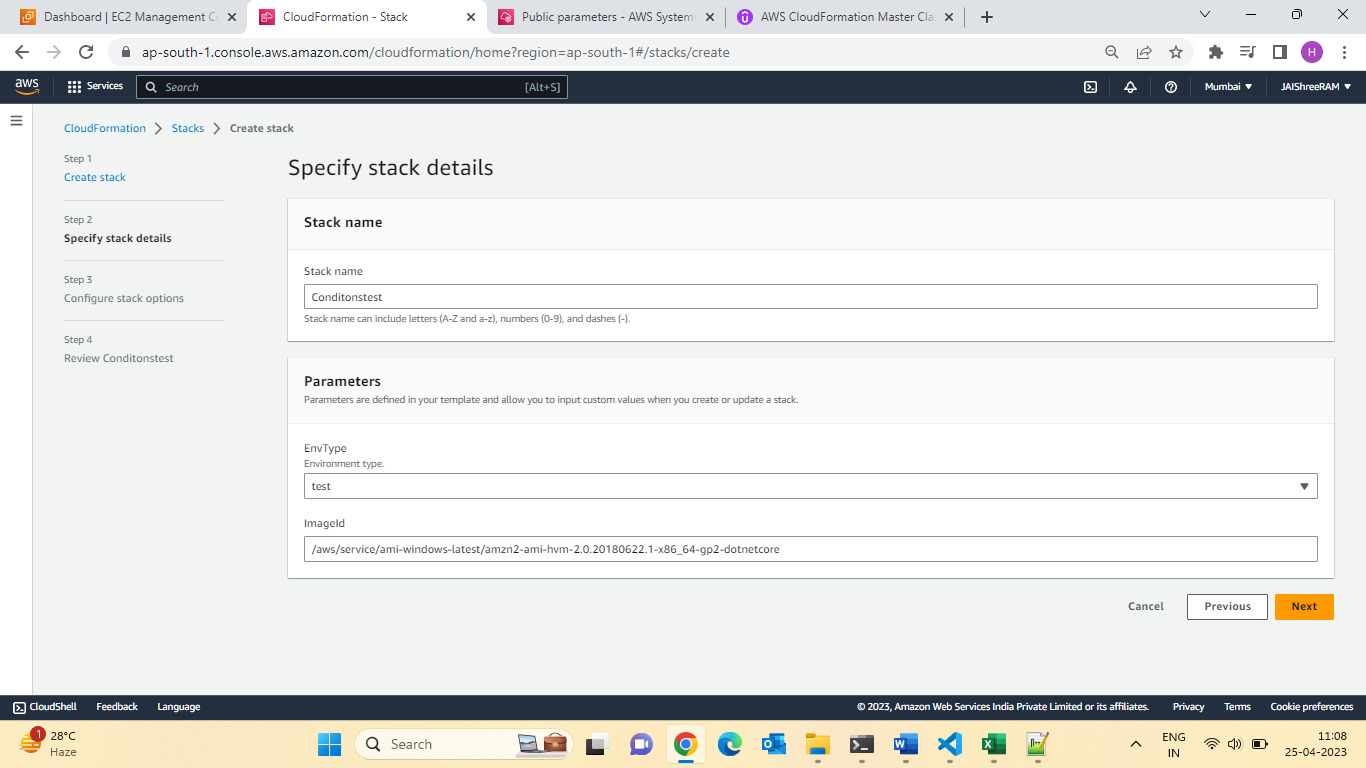 Dashboard | EC2 Management Co
CloudFormation - Stack
Public parameters - AWS Systems
AWS CloudFormation Master Cla
ap-south-1.console.aws.amazon.com/cloudformation/home?region=ap-south-1#/stacks/create
H
aws
Services
Search
[Alt+S]
Mumbai
JAIShreeRAM
CloudFormation
Stacks
Create stack
Step 1
Create stack
Step 2
Specify stack details
Step 3
Configure stack options
Step 4
Review Conditonstest
Specify stack details
Stack name
Stack name
Conditonstest
Stack name can include letters (A-Z and a-z), numbers (0-9), and dashes (-).
Parameters
Parameters are defined in your template and allow you to input custom values when you create or update a stack.
EnvType
Environment type.
test
ImageId
/aws/service/ami-windows-latest/amzn2-ami-hvm-2.0.20180622.1-x86_64-gp2-dotnetcore
Cancel
Previous
Next
CloudShell
Feedback
Language
© 2023, Amazon Web Services India Private Limited or its affiliates.
Privacy
Terms
Cookie preferences
1
28°C
Haze
Search
ENG
IN
11:08
25-04-2023